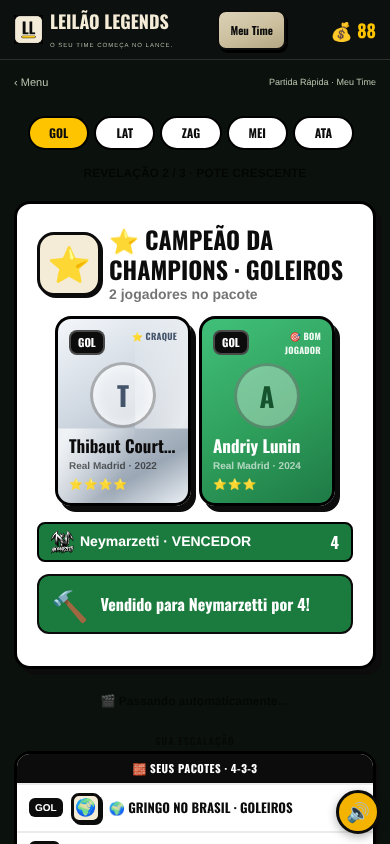 LL LEILÃO LEGENDS
O SEU TIME COMEÇA NO LANCE.
Meu Time
💰 88
‹ Menu
Partida Rápida · Meu Time
GOL LAT ZAG MEI ATA
REVELAÇÃO 2 / 3 · POTE CRESCENTE
⭐ CAMPEÃO DA
CHAMPIONS · GOLEIROS
2 jogadores no pacote
GOL
⭐ CRAQUE
T
Thibaut Court...
Real Madrid · 2022
⭐⭐⭐⭐
GOL
🎯 BOM
JOGADOR
A
Andriy Lunin
Real Madrid · 2024
⭐⭐⭐
Neymarzetti · VENCEDOR 4
🔨 Vendido para Neymarzetti por 4!
🎬 Passando automaticamente...
SUA ESCALAÇÃO
🧱 SEUS PACOTES · 4-3-3
GOL 🌍 🌍 GRINGO NO BRASIL · GOLEIROS